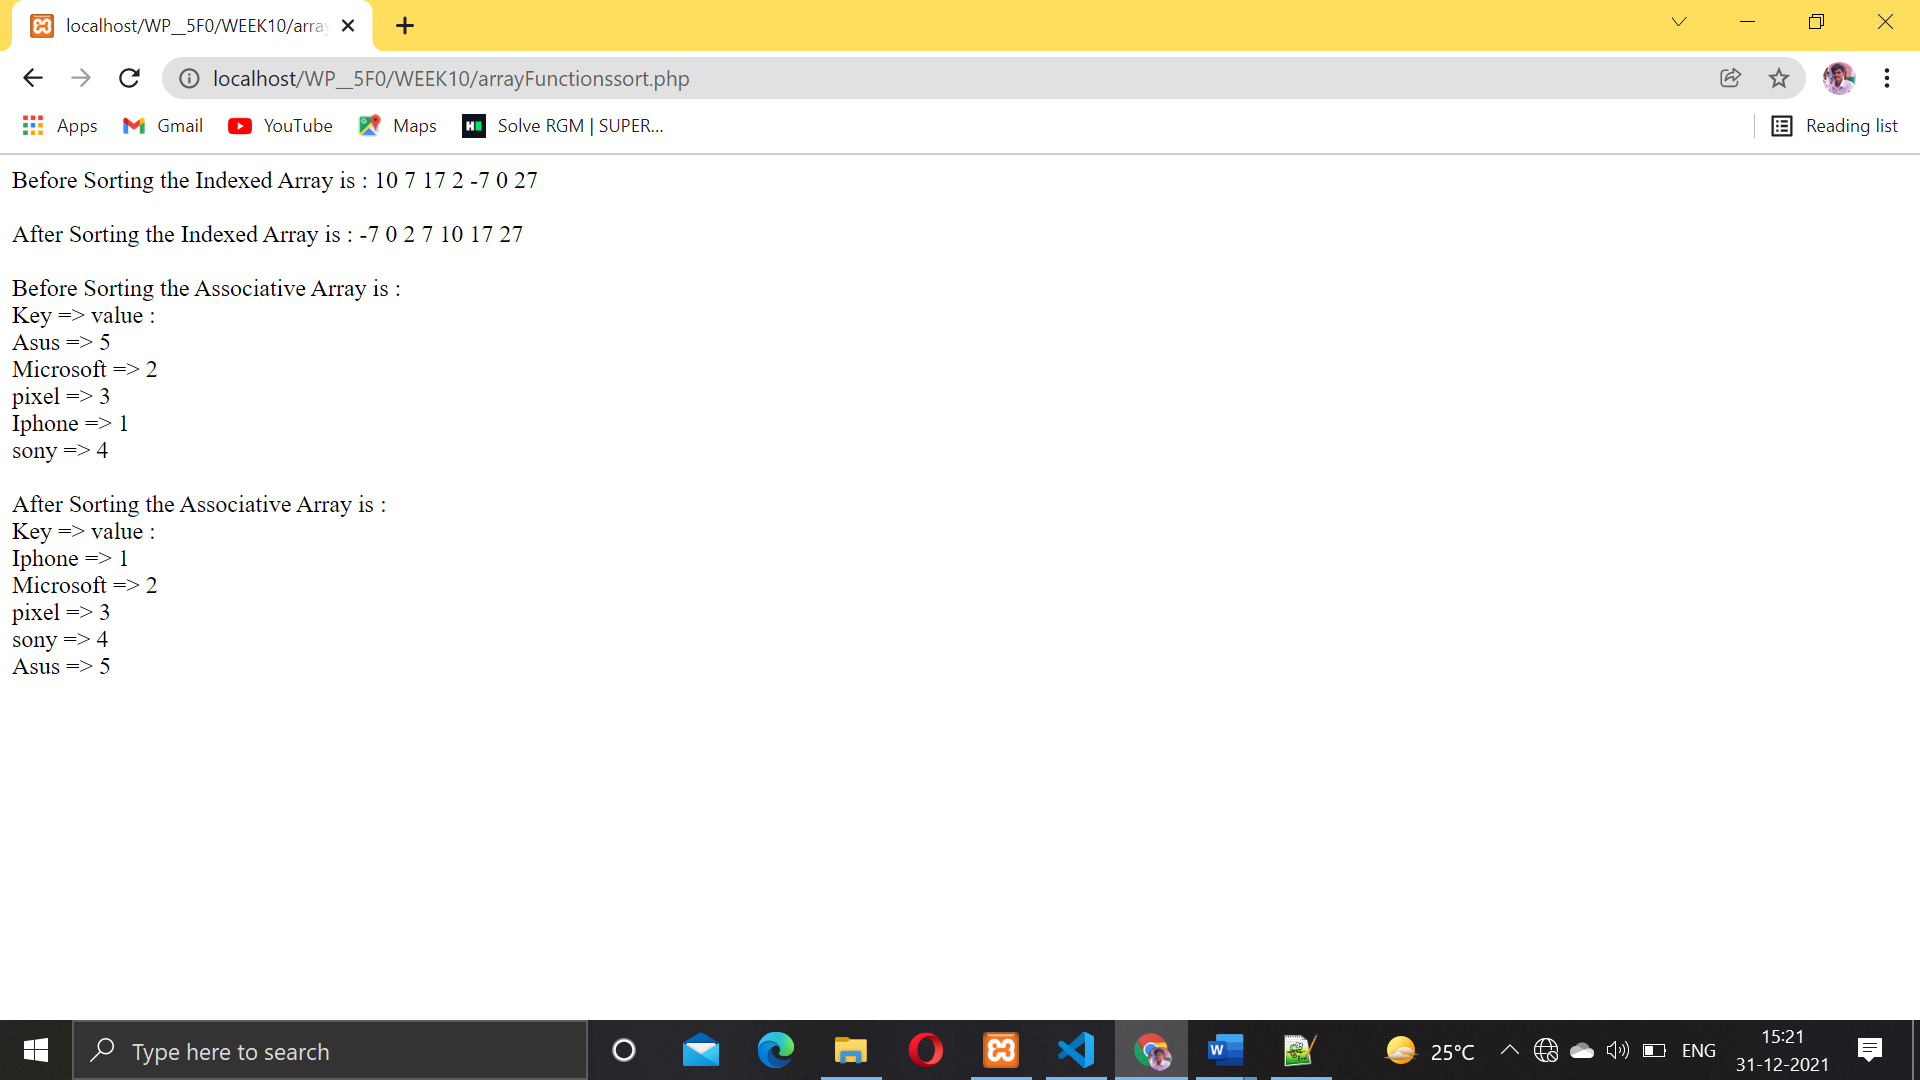 localhost/WP__5F0/WEEK10/arra
localhost/WP__5F0/WEEK10/arrayFunctionssort.php
Apps Gmail YouTube Maps Solve RGM | SUPER... Reading list
Before Sorting the Indexed Array is : 10 7 17 2 -7 0 27
After Sorting the Indexed Array is : -7 0 2 7 10 17 27
Before Sorting the Associative Array is :
Key => value :
Asus => 5
Microsoft => 2
pixel => 3
Iphone => 1
sony => 4
After Sorting the Associative Array is :
Key => value :
Iphone => 1
Microsoft => 2
pixel => 3
sony => 4
Asus => 5
Type here to search
25°C
ENG
15:21
31-12-2021